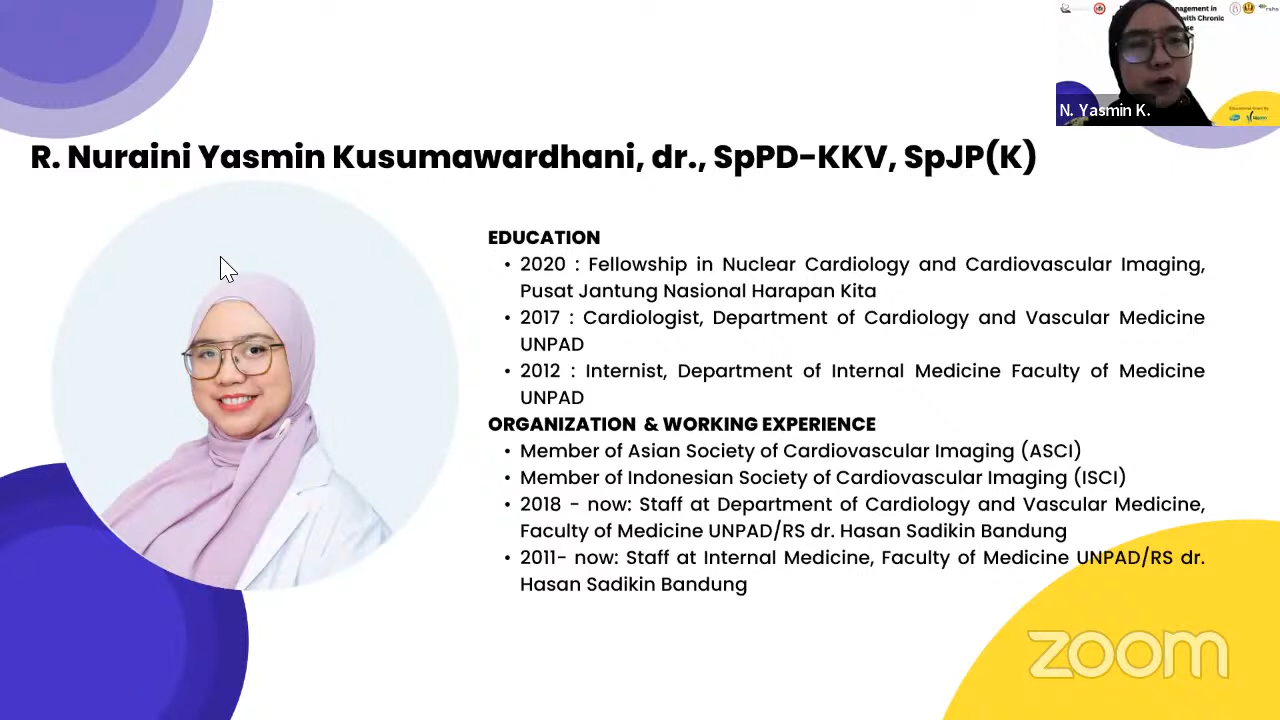 nagement in
with Chronic
N. Yasmin K.
R. Nuraini Yasmin Kusumawardhani, dr., SpPD-KKV, SpJP(K)
EDUCATION
• 2020 : Fellowship in Nuclear Cardiology and Cardiovascular Imaging,
Pusat Jantung Nasional Harapan Kita
• 2017 : Cardiologist, Department of Cardiology and Vascular Medicine
UNPAD
• 2012 : Internist, Department of Internal Medicine Faculty of Medicine
UNPAD
ORGANIZATION & WORKING EXPERIENCE
• Member of Asian Society of Cardiovascular Imaging (ASCI)
• Member of Indonesian Society of Cardiovascular Imaging (ISCI)
• 2018 - now: Staff at Department of Cardiology and Vascular Medicine,
Faculty of Medicine UNPAD/RS dr. Hasan Sadikin Bandung
• 2011- now: Staff at Internal Medicine, Faculty of Medicine UNPAD/RS dr.
Hasan Sadikin Bandung
zoom